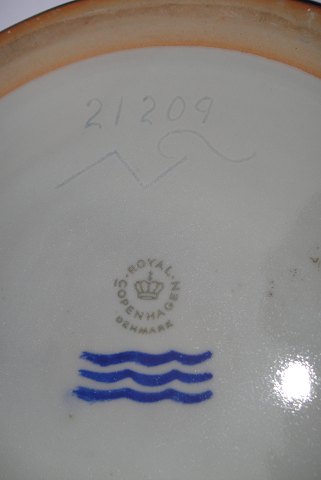 21209
ROYAL
COPENHAGEN
DENMARK